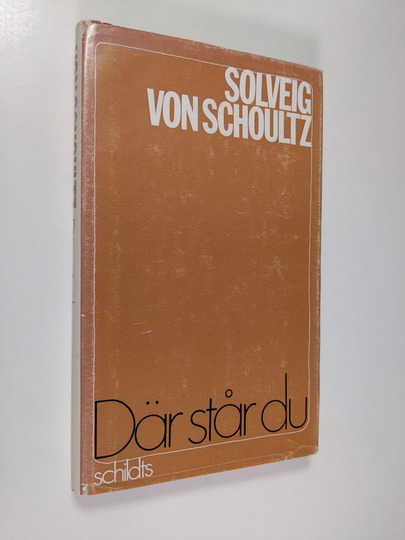 SOLVEIG
VON SCHOULTZ
Där står du
schildts